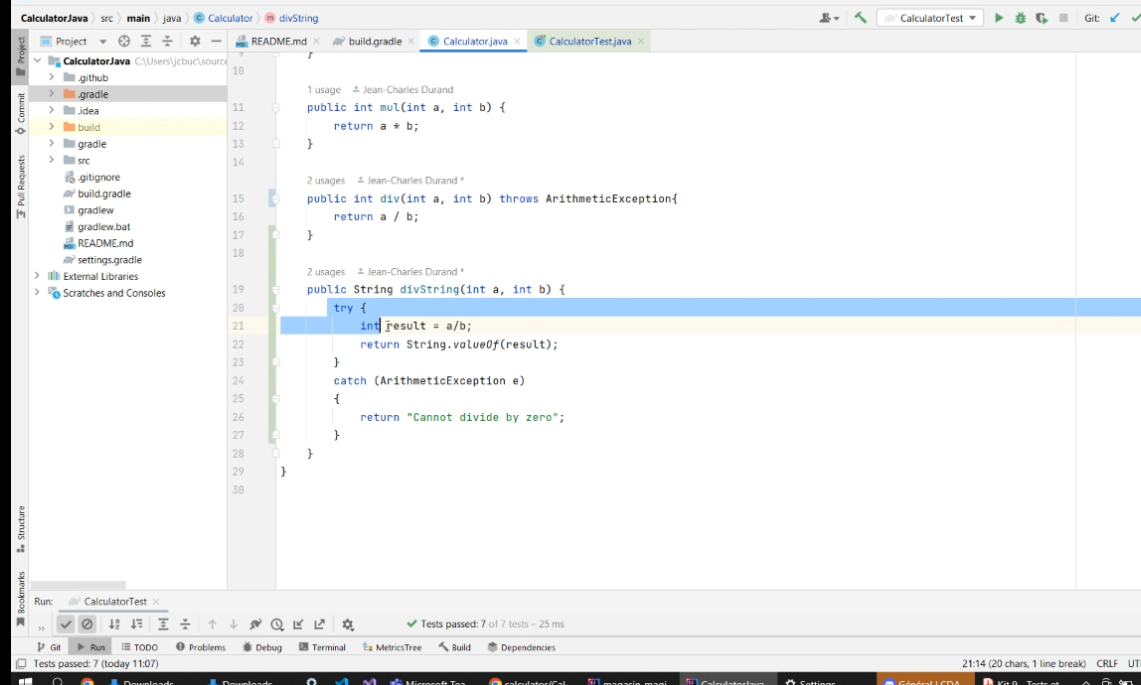 CalculatorJava src main java Calculator divString
CalculatorTest Git:
Project
README.md build.gradle Calculator.java CalculatorTest.java
CalculatorJava C:\Users\jcbuc\source
.github
.gradle
.idea
build
gradle
src
.gitignore
build.gradle
gradlew
gradlew.bat
README.md
settings.gradle
External Libraries
Scratches and Consoles
Project
Commit
Pull Requests
Structure
Bookmarks
9 }
10
1 usage Jean-Charles Durand
11 public int mul(int a, int b) {
12 return a * b;
13 }
14
2 usages Jean-Charles Durand *
15 public int div(int a, int b) throws ArithmeticException{
16 return a / b;
17 }
18
2 usages Jean-Charles Durand *
19 public String divString(int a, int b) {
20 try {
21 int result = a/b;
22 return String.valueOf(result);
23 }
24 catch (ArithmeticException e)
25 {
26 return "Cannot divide by zero";
27 }
28 }
29 }
30
Run: CalculatorTest
Tests passed: 7 of 7 tests – 25 ms
Git Run TODO Problems Debug Terminal MetricsTree Build Dependencies
Tests passed: 7 (today 11:07) 21:14 (20 chars, 1 line break) CRLF UTF
Downloads Downloads Microsoft Tea calculator/Cal magasin-magi CalculatorJava Settings Général LCDA Kit 9 - Tests et